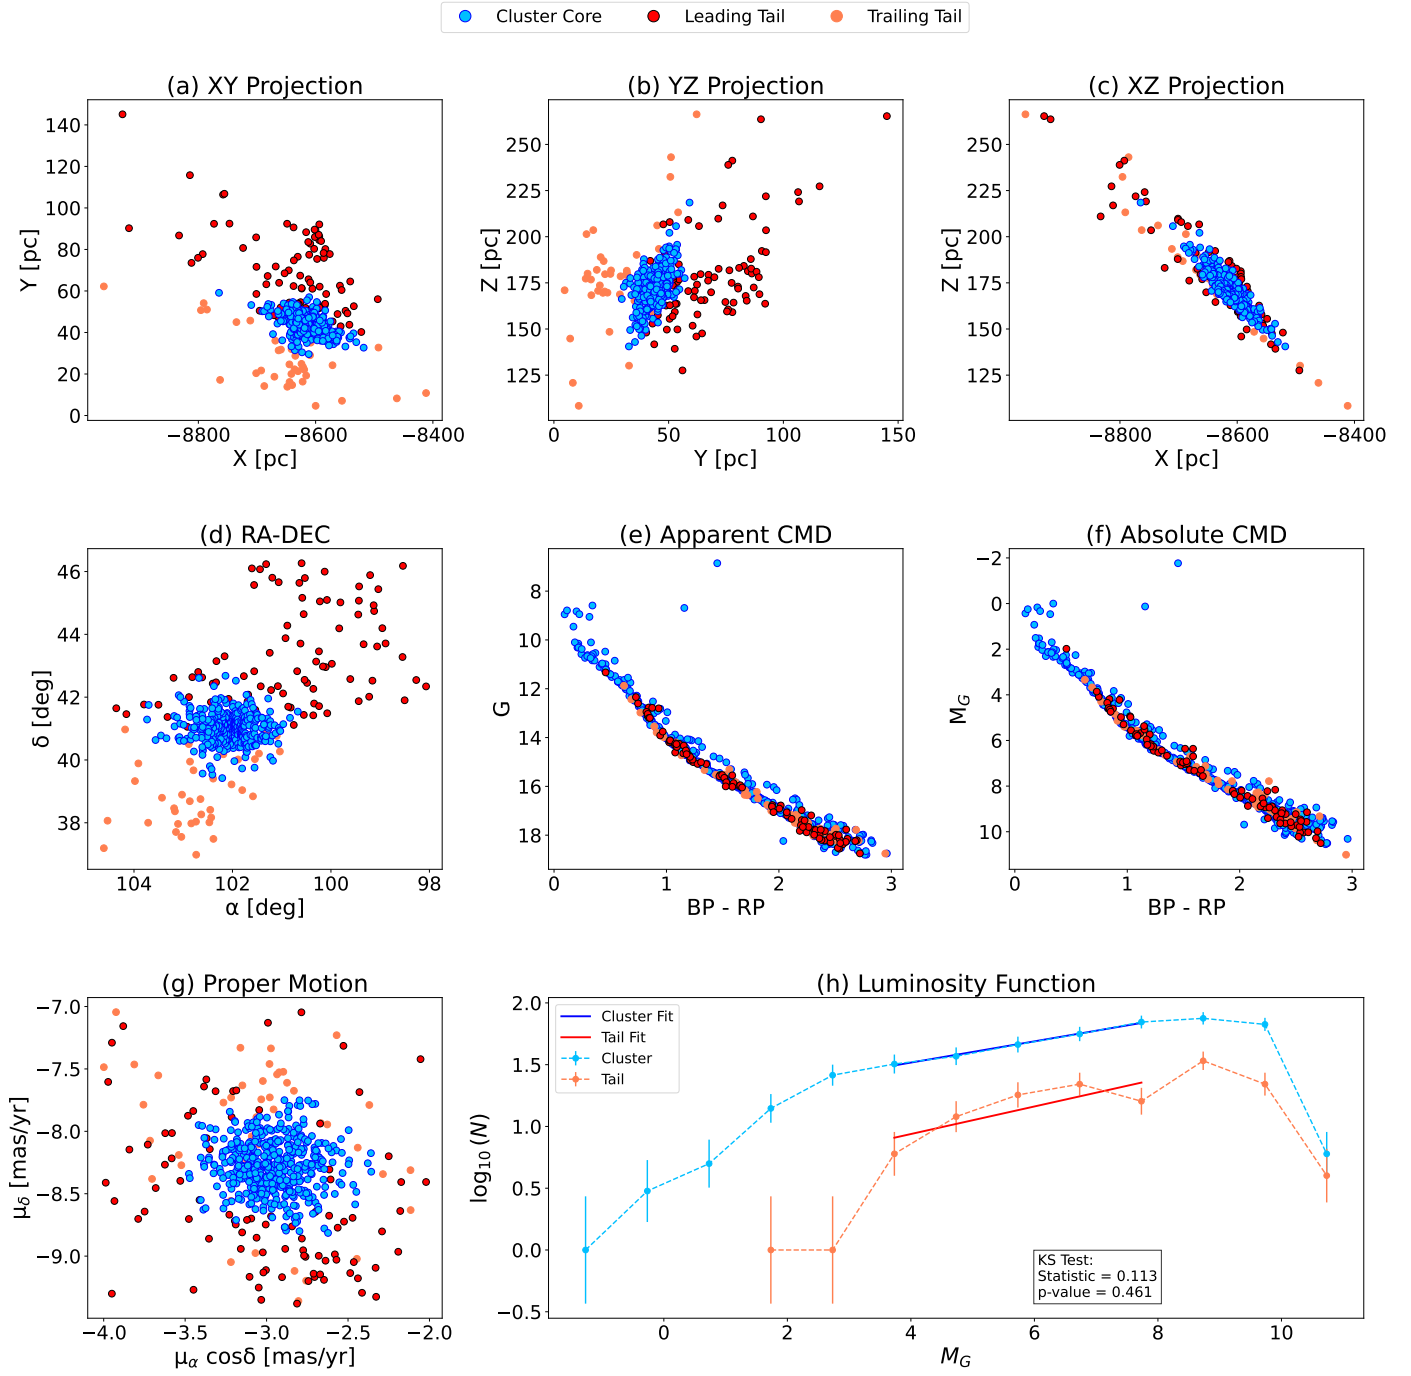 Cluster Core Leading Tail Trailing Tail
(a) XY Projection
(b) YZ Projection
(c) XZ Projection
140
120
100
80
60
40
20
0
Y [pc]
−8800 −8600 −8400
X [pc]
250
225
200
175
150
125
Z [pc]
0 50 100 150
Y [pc]
250
225
200
175
150
125
Z [pc]
−8800 −8600 −8400
X [pc]
(d) RA-DEC
(e) Apparent CMD
(f) Absolute CMD
46
44
42
40
38
δ [deg]
104 102 100 98
α [deg]
8
10
12
14
16
18
G
0 1 2 3
BP - RP
−2
0
2
4
6
8
10
M_G
0 1 2 3
BP - RP
(g) Proper Motion
(h) Luminosity Function
−7.0
−7.5
−8.0
−8.5
−9.0
μ_δ [mas/yr]
−4.0 −3.5 −3.0 −2.5 −2.0
μ_α cosδ [mas/yr]
2.0
1.5
1.0
0.5
0.0
−0.5
log₁₀(N)
Cluster Fit
Tail Fit
Cluster
Tail
KS Test:
Statistic = 0.113
p-value = 0.461
0 2 4 6 8 10
M_G